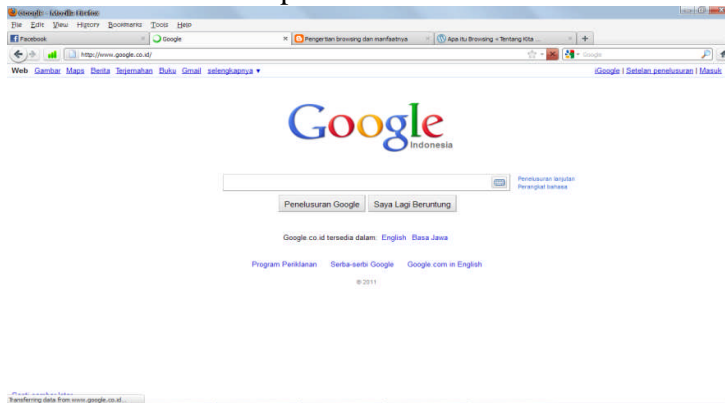 Google - Mozilla Firefox
File Edit View History Bookmarks Tools Help
Facebook Google Pengertian browsing dan manfaatnya Apa Itu Browsing « Tentang Kita ...
http://www.google.co.id/ Google
Web Gambar Maps Berita Terjemahan Buku Gmail selengkapnya ▼ iGoogle | Setelan penelusuran | Masuk
Google
Indonesia
Penelusuran lanjutan
Perangkat bahasa
Penelusuran Google Saya Lagi Beruntung
Google.co.id tersedia dalam: English Basa Jawa
Program Periklanan Serba-serbi Google Google.com in English
© 2011
Transferring data from www.google.co.id...